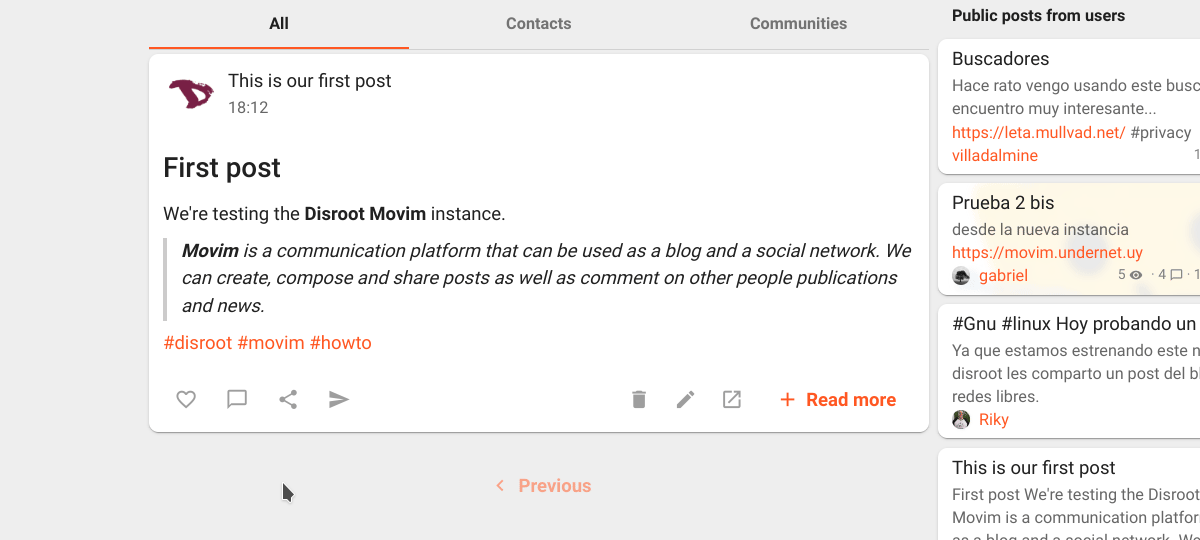 All
Contacts
Communities
This is our first post
18:12
First post
We're testing the Disroot Movim instance.
Movim is a communication platform that can be used as a blog and a social network. We
can create, compose and share posts as well as comment on other people publications
and news.
#disroot #movim #howto
Read more
Previous
Public posts from users
Buscadores
Hace rato vengo usando este busc
encuentro muy interesante...
https://leta.mullvad.net/ #privacy
villadalmine 1
Prueba 2 bis
desde la nueva instancia
https://movim.undernet.uy
gabriel 5 · 4 · 1
#Gnu #linux Hoy probando un
Ya que estamos estrenando este n
disroot les comparto un post del bl
redes libres.
Riky
This is our first post
First post We're testing the Disroot
Movim is a communication platfor
as a blog and a social network. We